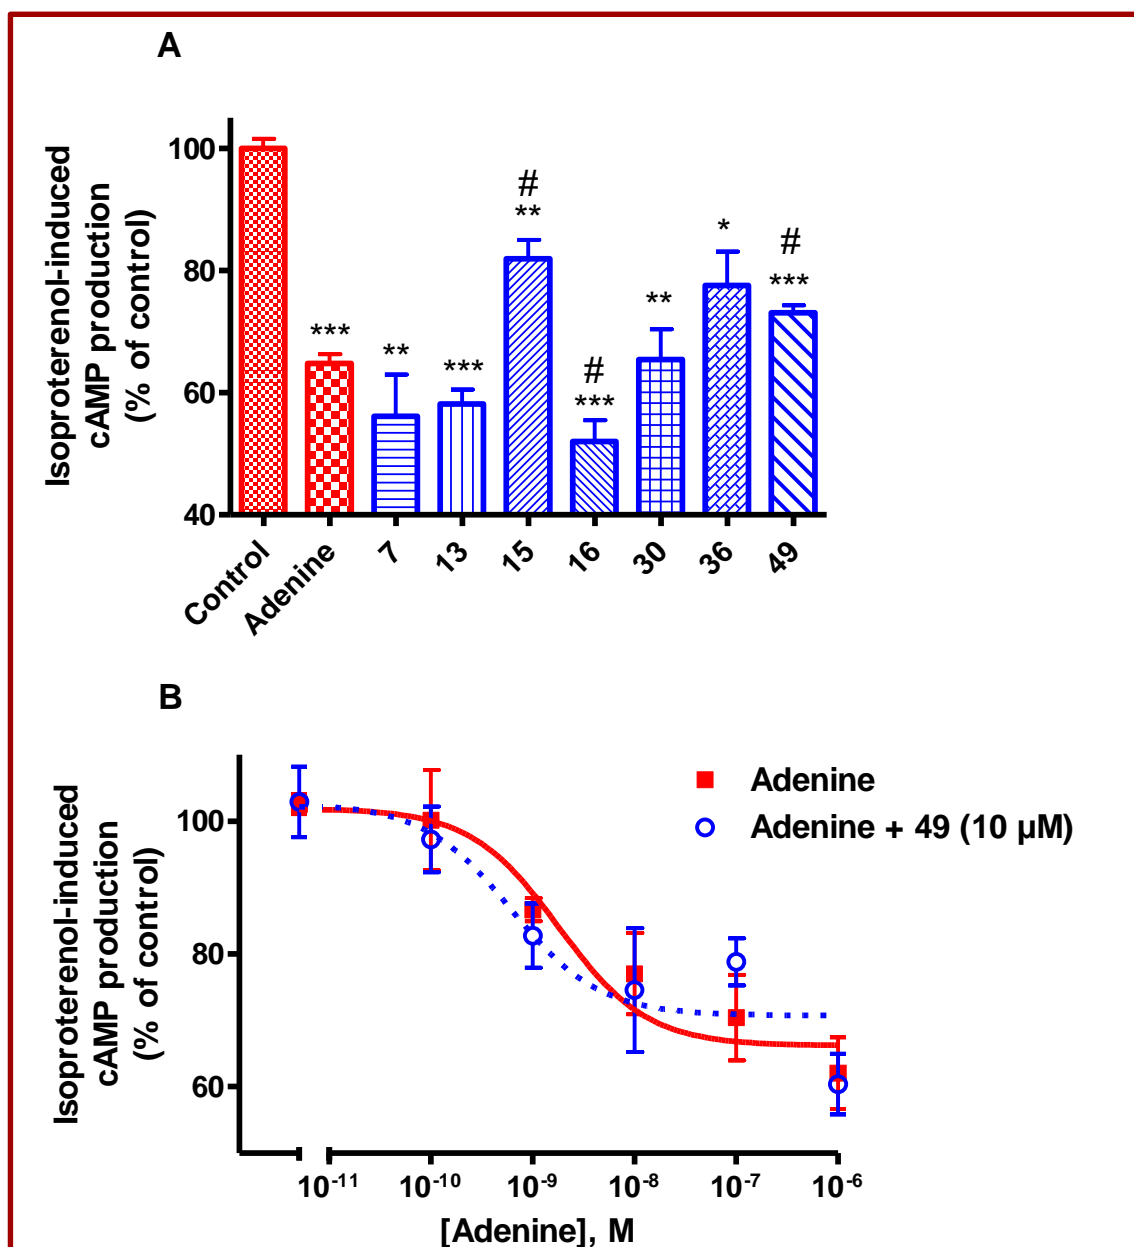 A
Isoproterenol-induced
cAMP production
(% of control)
100
80
60
40
***
**
***
#
**
#
***
**
*
#
***
Control
Adenine
7
13
15
16
30
36
49
B
Isoproterenol-induced
cAMP production
(% of control)
100
80
60
Adenine
Adenine + 49 (10 µM)
10⁻¹¹ 10⁻¹⁰ 10⁻⁹ 10⁻⁸ 10⁻⁷ 10⁻⁶
[Adenine], M